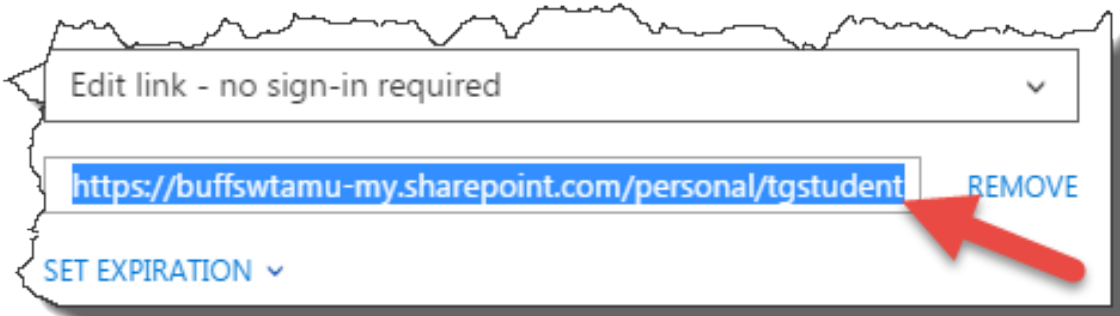 Edit link - no sign-in required
https://buffswtamu-my.sharepoint.com/personal/tgstudent REMOVE
SET EXPIRATION